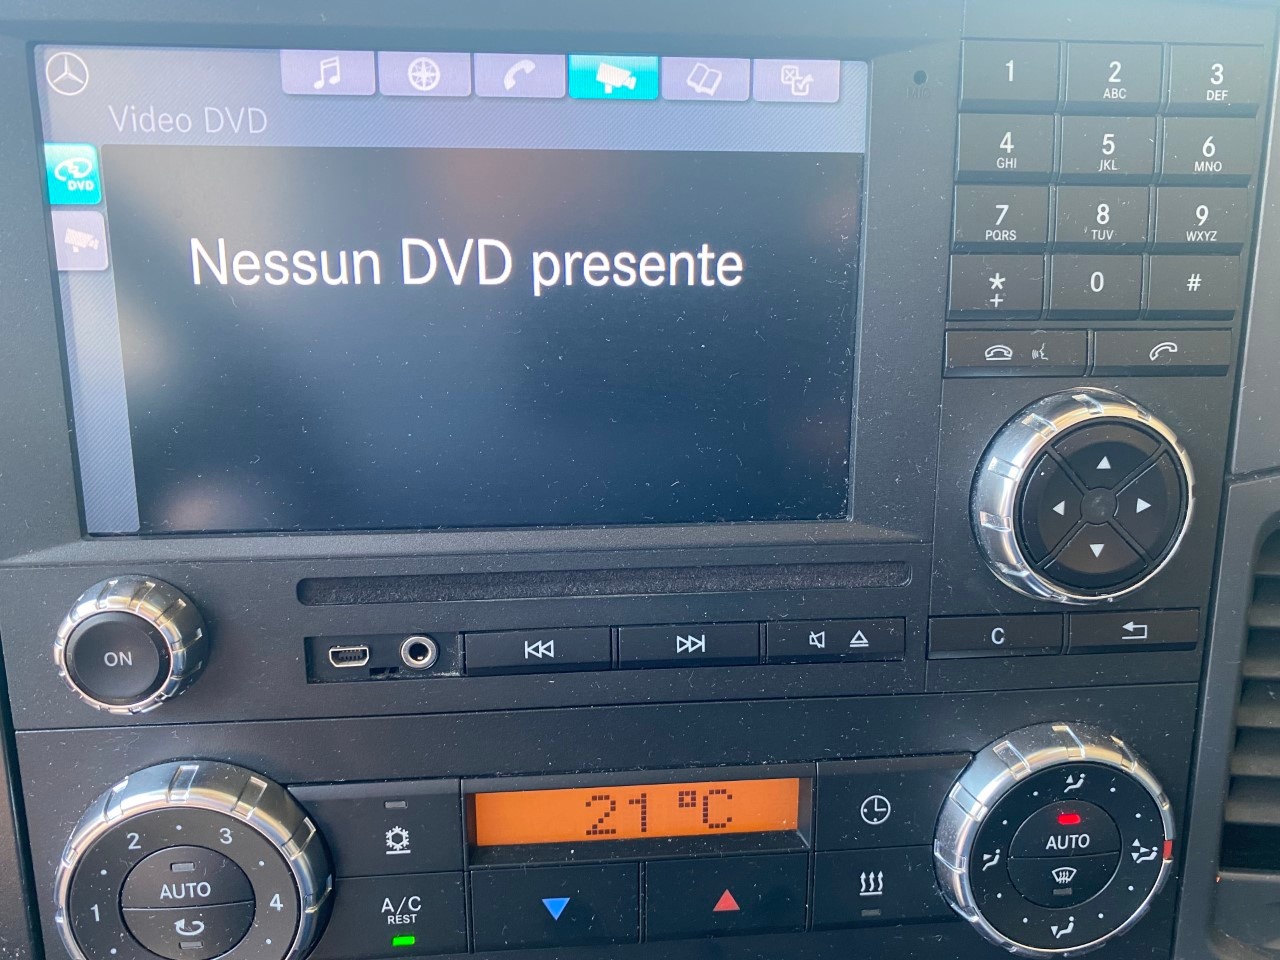 Video DVD
DVD
Nessun DVD presente
1
2
ABC
3
DEF
4
GHI
5
JKL
6
MNO
7
PQRS
8
TUV
9
WXYZ
*
+
0
#
ON
C
21°C
2
3
1
4
AUTO
A/C
REST
AUTO